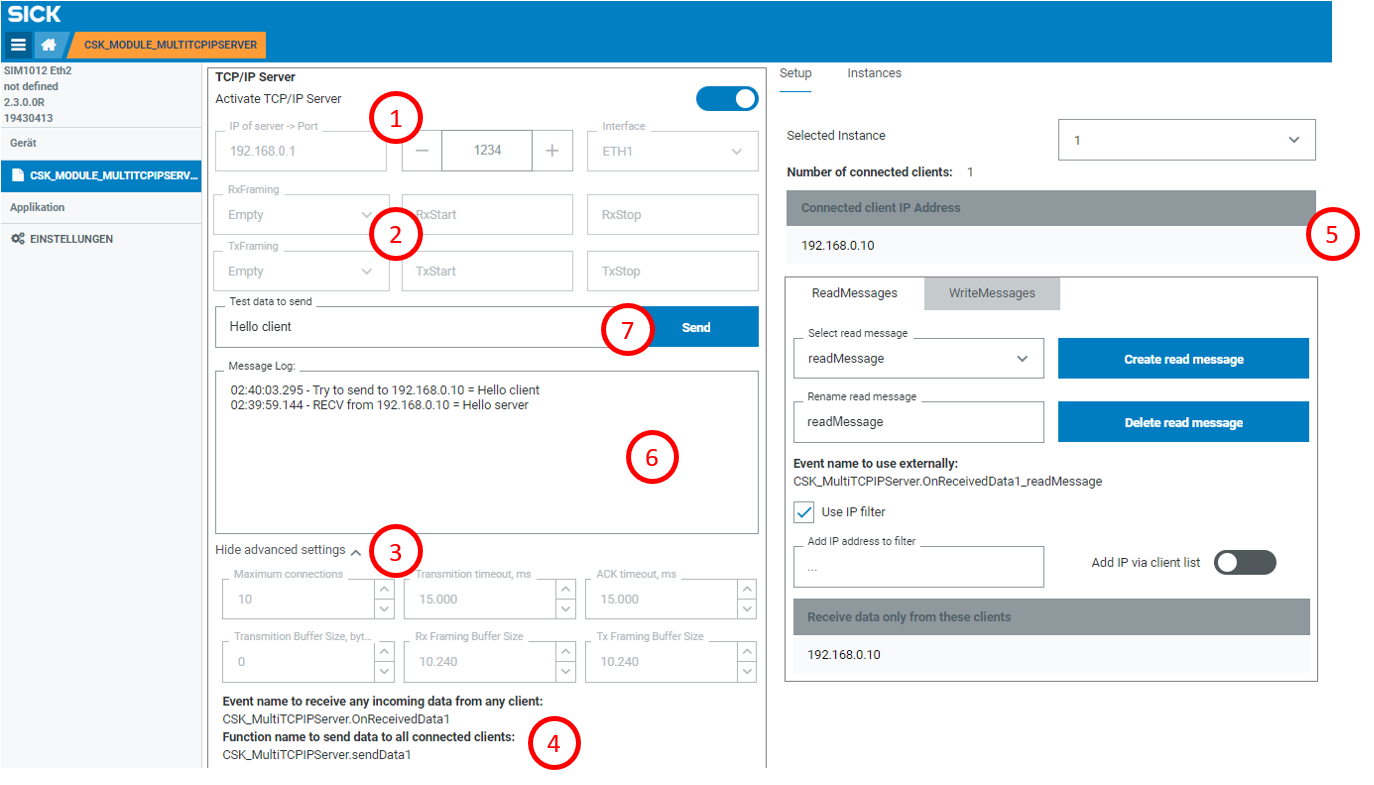 SICK
CSK_MODULE_MULTITCPIPSERVER
SIM1012 Eth2
not defined
2.3.0.0R
19430413
Gerät
CSK_MODULE_MULTITCPIPSERV...
Applikation
EINSTELLUNGEN
TCP/IP Server
Activate TCP/IP Server
1
IP of server -> Port
192.168.0.1
1234
Interface
ETH1
RxFraming
Empty
RxStart
RxStop
2
TxFraming
Empty
TxStart
TxStop
Test data to send
Hello client
7
Send
Message Log:
02:40:03.295 - Try to send to 192.168.0.10 = Hello client
02:39:59.144 - RECV from 192.168.0.10 = Hello server
6
Hide advanced settings
3
Maximum connections
10
Transmition timeout, ms
15.000
ACK timeout, ms
15.000
Transmition Buffer Size, byt...
0
Rx Framing Buffer Size
10.240
Tx Framing Buffer Size
10.240
Event name to receive any incoming data from any client:
CSK_MultiTCPIPServer.OnReceivedData1
Function name to send data to all connected clients:
CSK_MultiTCPIPServer.sendData1
4
Setup
Instances
Selected Instance
1
Number of connected clients: 1
Connected client IP Address
192.168.0.10
5
ReadMessages
WriteMessages
Select read message
readMessage
Create read message
Rename read message
readMessage
Delete read message
Event name to use externally:
CSK_MultiTCPIPServer.OnReceivedData1_readMessage
Use IP filter
Add IP address to filter
...
Add IP via client list
Receive data only from these clients
192.168.0.10